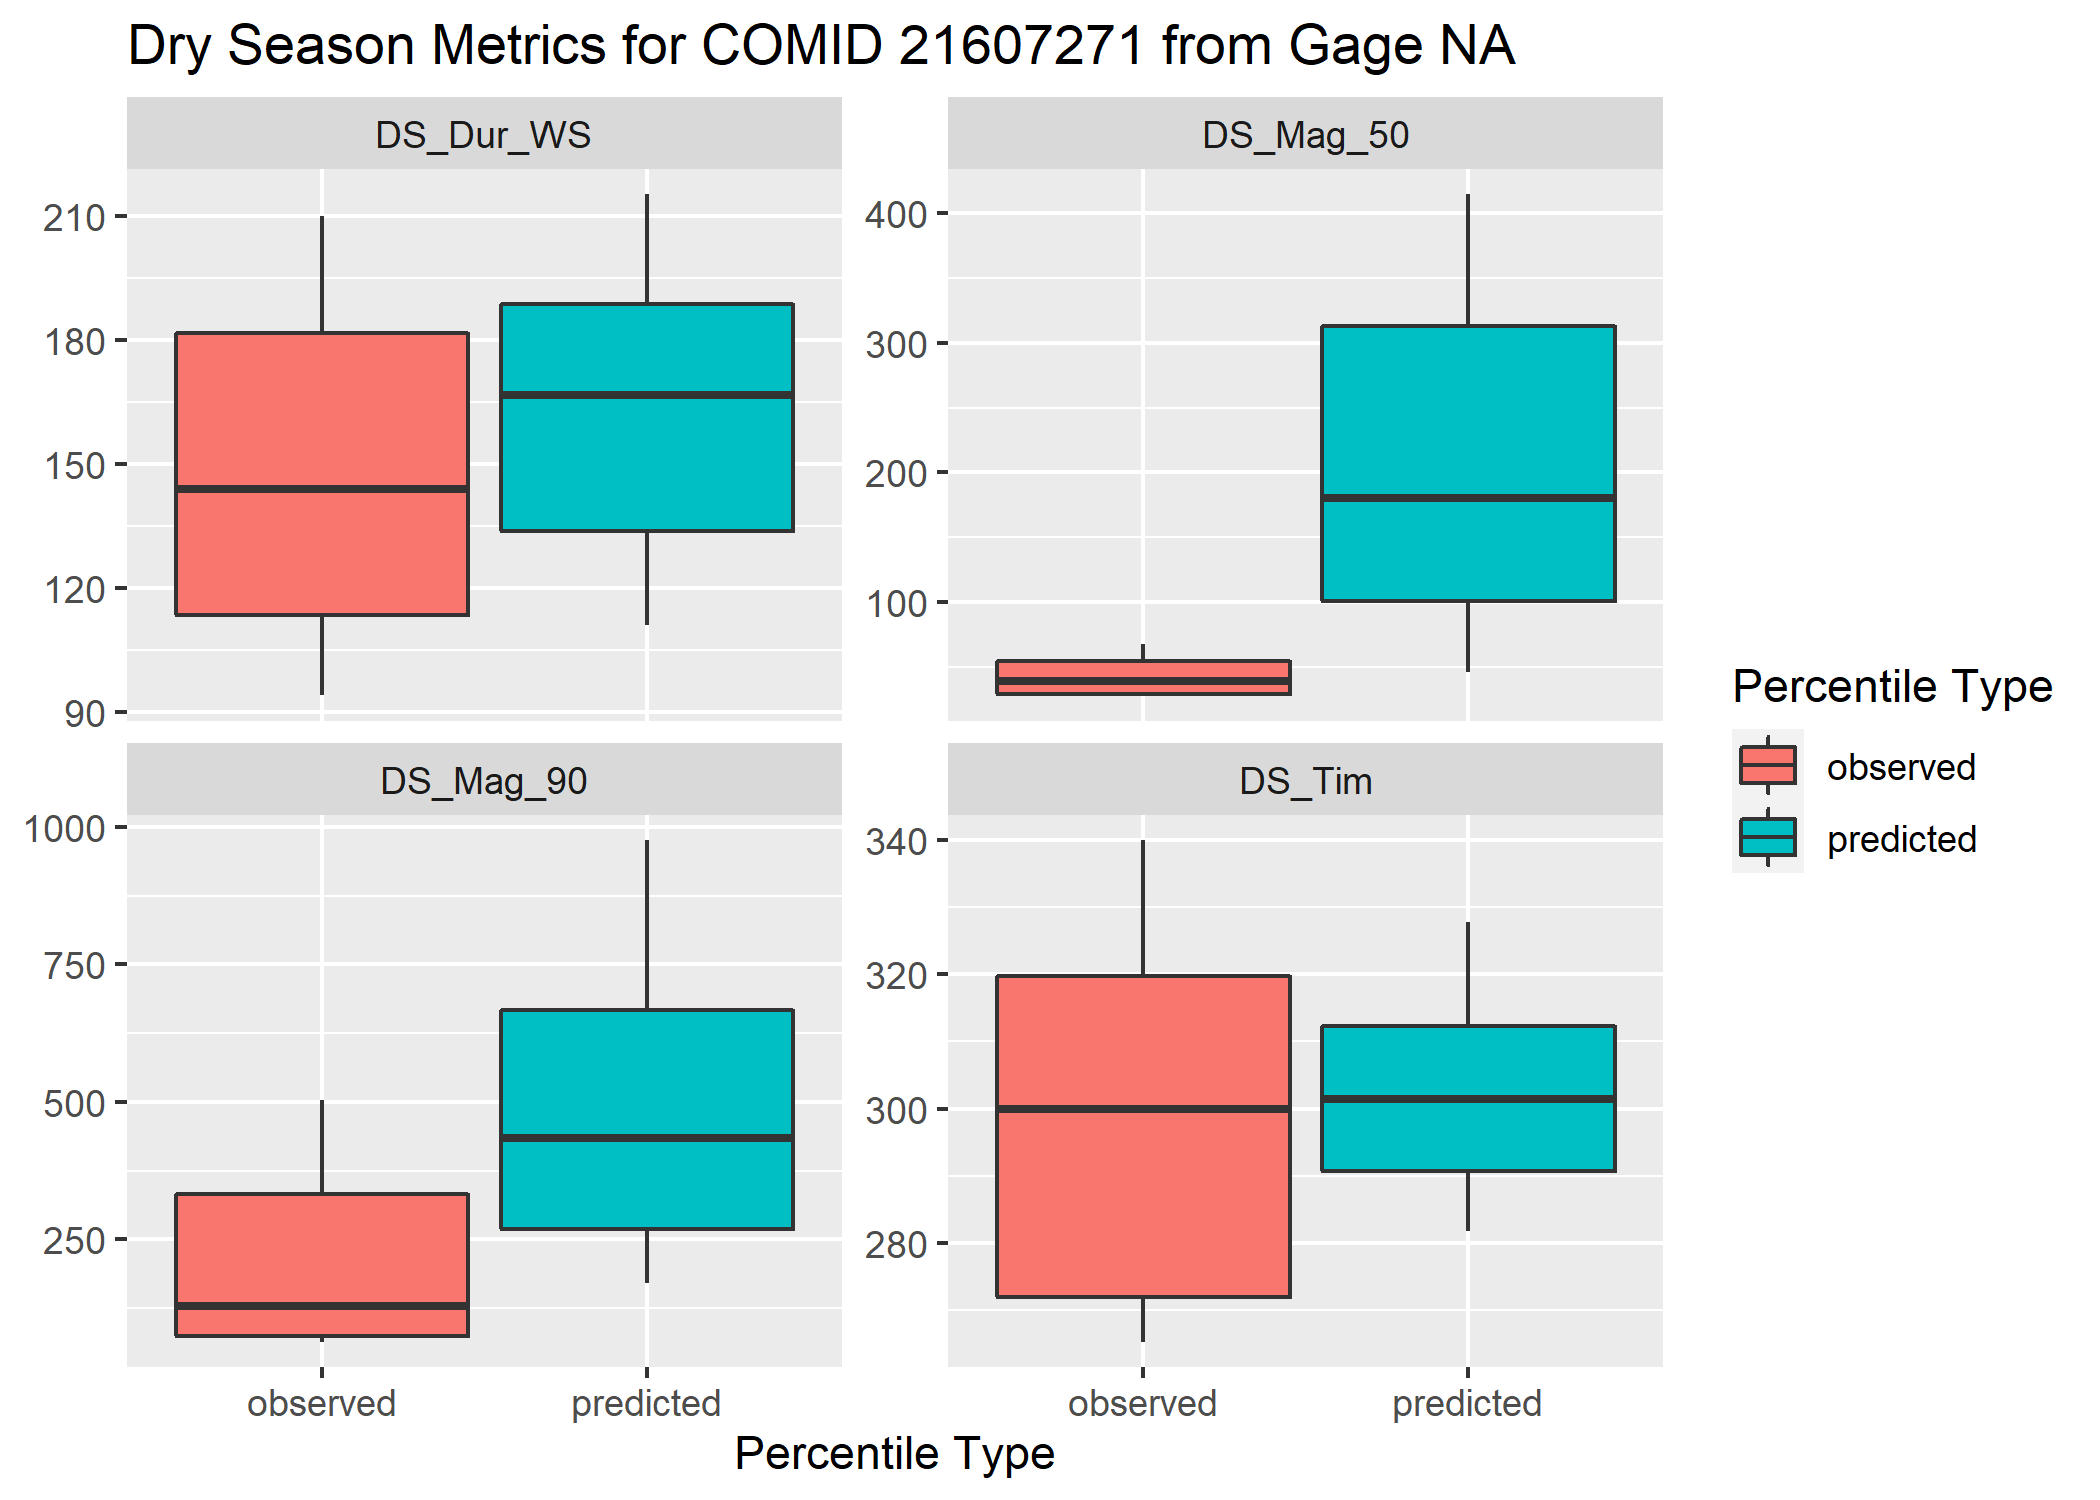 Dry Season Metrics for COMID 21607271 from Gage NA
DS_Dur_WS
210
180
150
120
90
DS_Mag_50
400
300
200
100
DS_Mag_90
1000
750
500
250
observed
predicted
DS_Tim
340
320
300
280
observed
predicted
Percentile Type
Percentile Type
observed
predicted